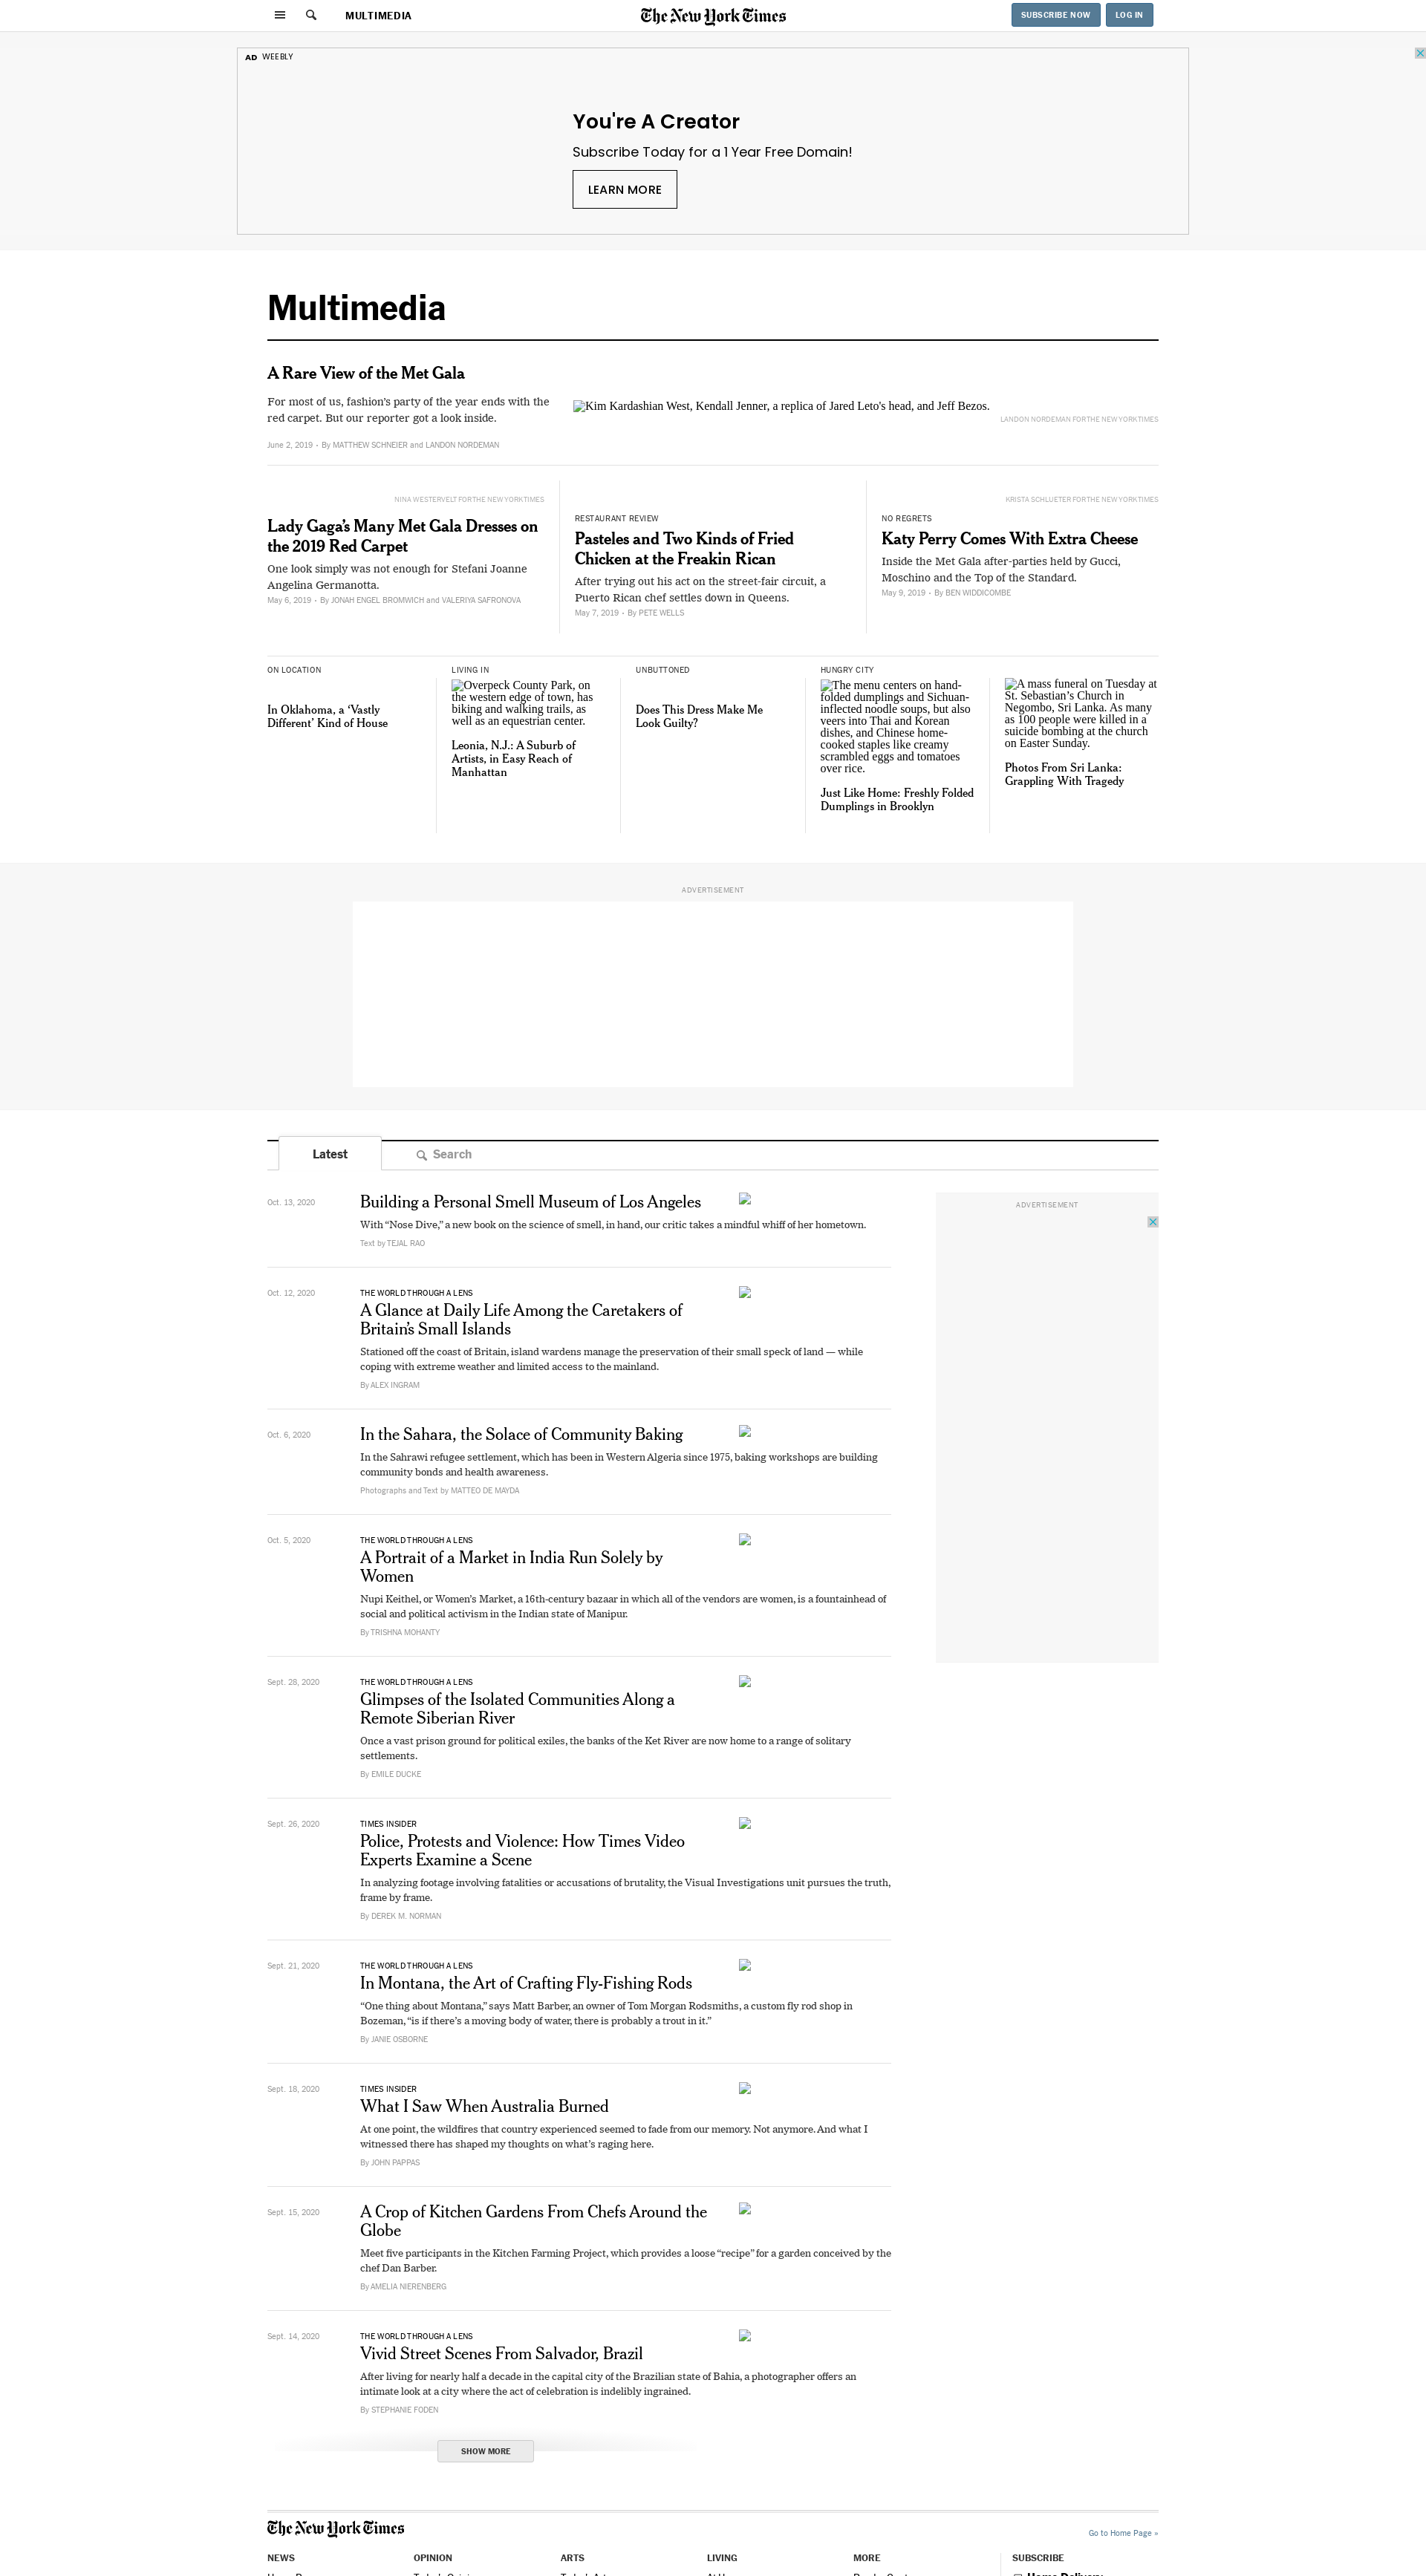 MULTIMEDIA
The New York Times
SUBSCRIBE NOW
LOG IN
AD WEEBLY
You're A Creator
Subscribe Today for a 1 Year Free Domain!
LEARN MORE
Multimedia
A Rare View of the Met Gala
For most of us, fashion's party of the year ends with the
red carpet. But our reporter got a look inside.
June 2, 2019 • By MATTHEW SCHNEIER and LANDON NORDEMAN
Kim Kardashian West, Kendall Jenner, a replica of Jared Leto's head, and Jeff Bezos.
LANDON NORDEMAN FOR THE NEW YORK TIMES
NINA WESTERVELT FOR THE NEW YORK TIMES
Lady Gaga’s Many Met Gala Dresses on
the 2019 Red Carpet
One look simply was not enough for Stefani Joanne
Angelina Germanotta.
May 6, 2019 • By JONAH ENGEL BROMWICH and VALERIYA SAFRONOVA
RESTAURANT REVIEW
Pasteles and Two Kinds of Fried
Chicken at the Freakin Rican
After trying out his act on the street-fair circuit, a
Puerto Rican chef settles down in Queens.
May 7, 2019 • By PETE WELLS
KRISTA SCHLUETER FOR THE NEW YORK TIMES
NO REGRETS
Katy Perry Comes With Extra Cheese
Inside the Met Gala after-parties held by Gucci,
Moschino and the Top of the Standard.
May 9, 2019 • By BEN WIDDICOMBE
ON LOCATION
In Oklahoma, a ‘Vastly
Different’ Kind of House
LIVING IN
Overpeck County Park, on
the western edge of town, has
biking and walking trails, as
well as an equestrian center.
Leonia, N.J.: A Suburb of
Artists, in Easy Reach of
Manhattan
UNBUTTONED
Does This Dress Make Me
Look Guilty?
HUNGRY CITY
The menu centers on hand-
folded dumplings and Sichuan-
inflected noodle soups, but also
veers into Thai and Korean
dishes, and Chinese home-
cooked staples like creamy
scrambled eggs and tomatoes
over rice.
Just Like Home: Freshly Folded
Dumplings in Brooklyn
A mass funeral on Tuesday at
St. Sebastian’s Church in
Negombo, Sri Lanka. As many
as 100 people were killed in a
suicide bombing at the church
on Easter Sunday.
Photos From Sri Lanka:
Grappling With Tragedy
ADVERTISEMENT
Latest
Search
ADVERTISEMENT
Oct. 13, 2020
Building a Personal Smell Museum of Los Angeles
With “Nose Dive,” a new book on the science of smell, in hand, our critic takes a mindful whiff of her hometown.
Text by TEJAL RAO
Oct. 12, 2020
THE WORLD THROUGH A LENS
A Glance at Daily Life Among the Caretakers of
Britain’s Small Islands
Stationed off the coast of Britain, island wardens manage the preservation of their small speck of land — while
coping with extreme weather and limited access to the mainland.
By ALEX INGRAM
Oct. 6, 2020
In the Sahara, the Solace of Community Baking
In the Sahrawi refugee settlement, which has been in Western Algeria since 1975, baking workshops are building
community bonds and health awareness.
Photographs and Text by MATTEO DE MAYDA
Oct. 5, 2020
THE WORLD THROUGH A LENS
A Portrait of a Market in India Run Solely by
Women
Nupi Keithel, or Women’s Market, a 16th-century bazaar in which all of the vendors are women, is a fountainhead of
social and political activism in the Indian state of Manipur.
By TRISHNA MOHANTY
Sept. 28, 2020
THE WORLD THROUGH A LENS
Glimpses of the Isolated Communities Along a
Remote Siberian River
Once a vast prison ground for political exiles, the banks of the Ket River are now home to a range of solitary
settlements.
By EMILE DUCKE
Sept. 26, 2020
TIMES INSIDER
Police, Protests and Violence: How Times Video
Experts Examine a Scene
In analyzing footage involving fatalities or accusations of brutality, the Visual Investigations unit pursues the truth,
frame by frame.
By DEREK M. NORMAN
Sept. 21, 2020
THE WORLD THROUGH A LENS
In Montana, the Art of Crafting Fly-Fishing Rods
“One thing about Montana,” says Matt Barber, an owner of Tom Morgan Rodsmiths, a custom fly rod shop in
Bozeman, “is if there’s a moving body of water, there is probably a trout in it.”
By JANIE OSBORNE
Sept. 18, 2020
TIMES INSIDER
What I Saw When Australia Burned
At one point, the wildfires that country experienced seemed to fade from our memory. Not anymore. And what I
witnessed there has shaped my thoughts on what’s raging here.
By JOHN PAPPAS
Sept. 15, 2020
A Crop of Kitchen Gardens From Chefs Around the
Globe
Meet five participants in the Kitchen Farming Project, which provides a loose “recipe” for a garden conceived by the
chef Dan Barber.
By AMELIA NIERENBERG
Sept. 14, 2020
THE WORLD THROUGH A LENS
Vivid Street Scenes From Salvador, Brazil
After living for nearly half a decade in the capital city of the Brazilian state of Bahia, a photographer offers an
intimate look at a city where the act of celebration is indelibly ingrained.
By STEPHANIE FODEN
SHOW MORE
The New York Times
Go to Home Page »
NEWS
OPINION
ARTS
LIVING
MORE
SUBSCRIBE